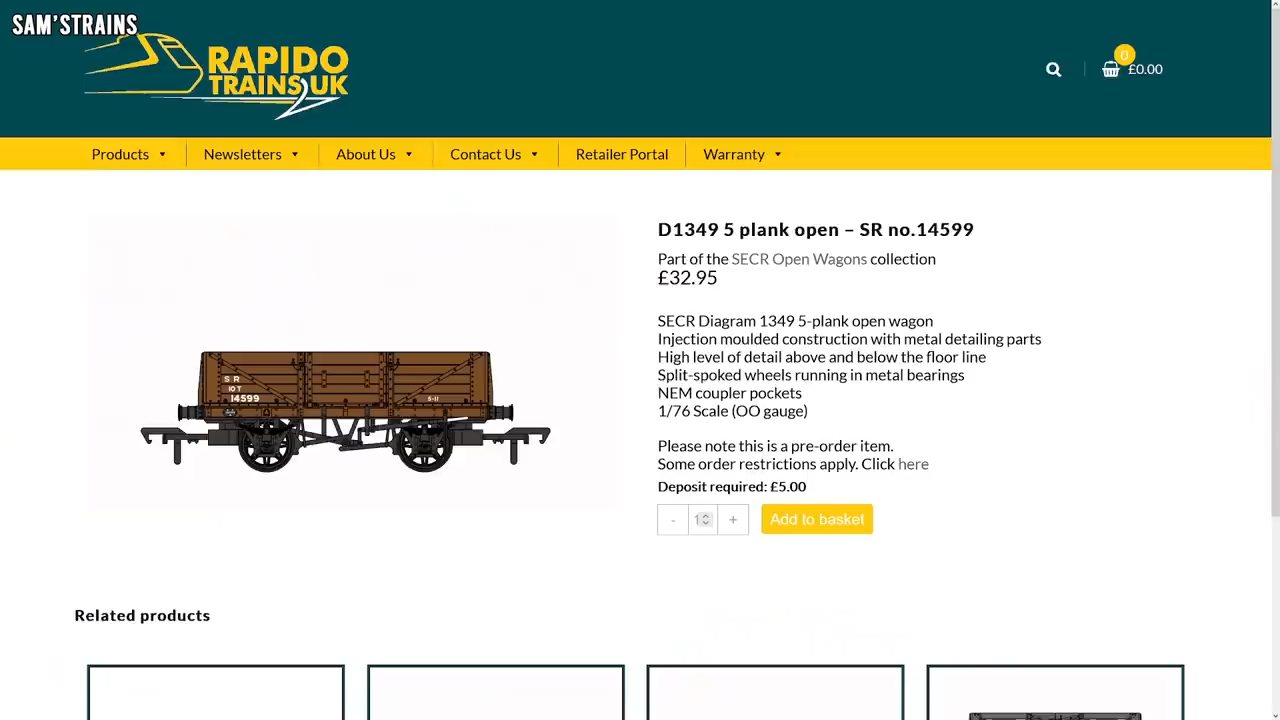 SAM'STRAINS
RAPIDO
TRAINS UK
0
£0.00
Products
Newsletters
About Us
Contact Us
Retailer Portal
Warranty
D1349 5 plank open – SR no.14599
Part of the SECR Open Wagons collection
£32.95
SECR Diagram 1349 5-plank open wagon
Injection moulded construction with metal detailing parts
High level of detail above and below the floor line
Split-spoked wheels running in metal bearings
NEM coupler pockets
1/76 Scale (OO gauge)
Please note this is a pre-order item.
Some order restrictions apply. Click here
Deposit required: £5.00
- 1 +
Add to basket
S R
10 T
14599
5-11
Related products